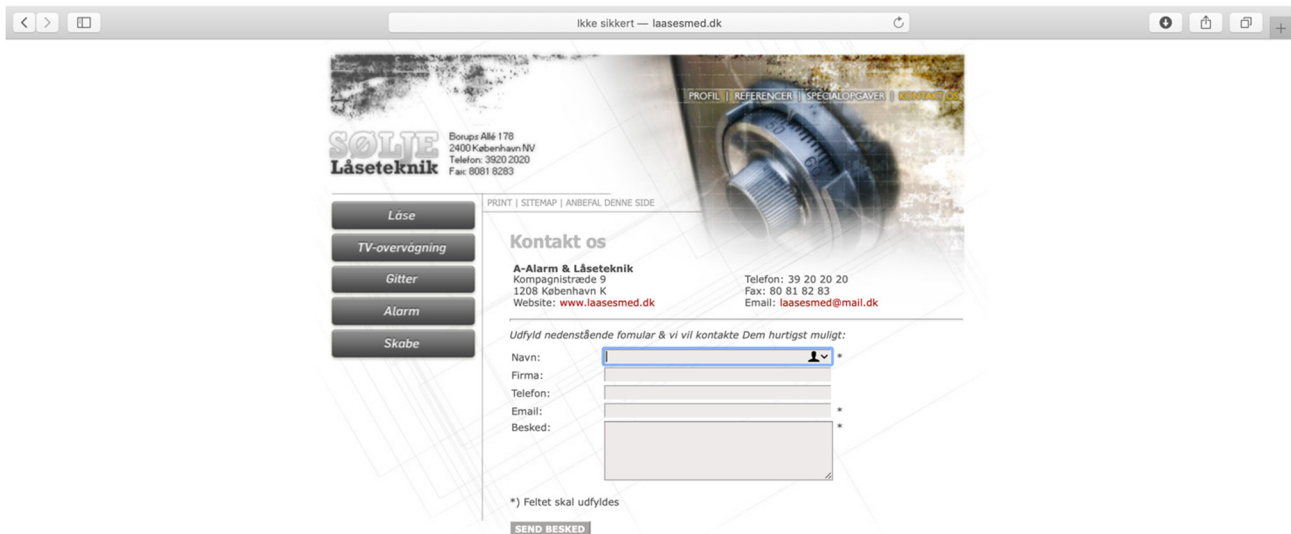 Ikke sikkert — laasesmed.dk
PROFIL || REFERENCER || SPECIALOPGAVER || KONTAKT OS
SØLJE
Låseteknik
Borups Allé 178
2400 København NV
Telefon: 3920 2020
Fax: 8081 8283
PRINT | SITEMAP | ANBEFAL DENNE SIDE
Låse
TV-overvågning
Gitter
Alarm
Skabe
Kontakt os
A-Alarm & Låseteknik
Kompagnistræde 9
1208 København K
Website: www.laasesmed.dk
Telefon: 39 20 20 20
Fax: 80 81 82 83
Email: laasesmed@mail.dk
Udfyld nedenstående fomular & vi vil kontakte Dem hurtigst muligt:
Navn: *
Firma:
Telefon:
Email: *
Besked: *
*) Feltet skal udfyldes
SEND BESKED